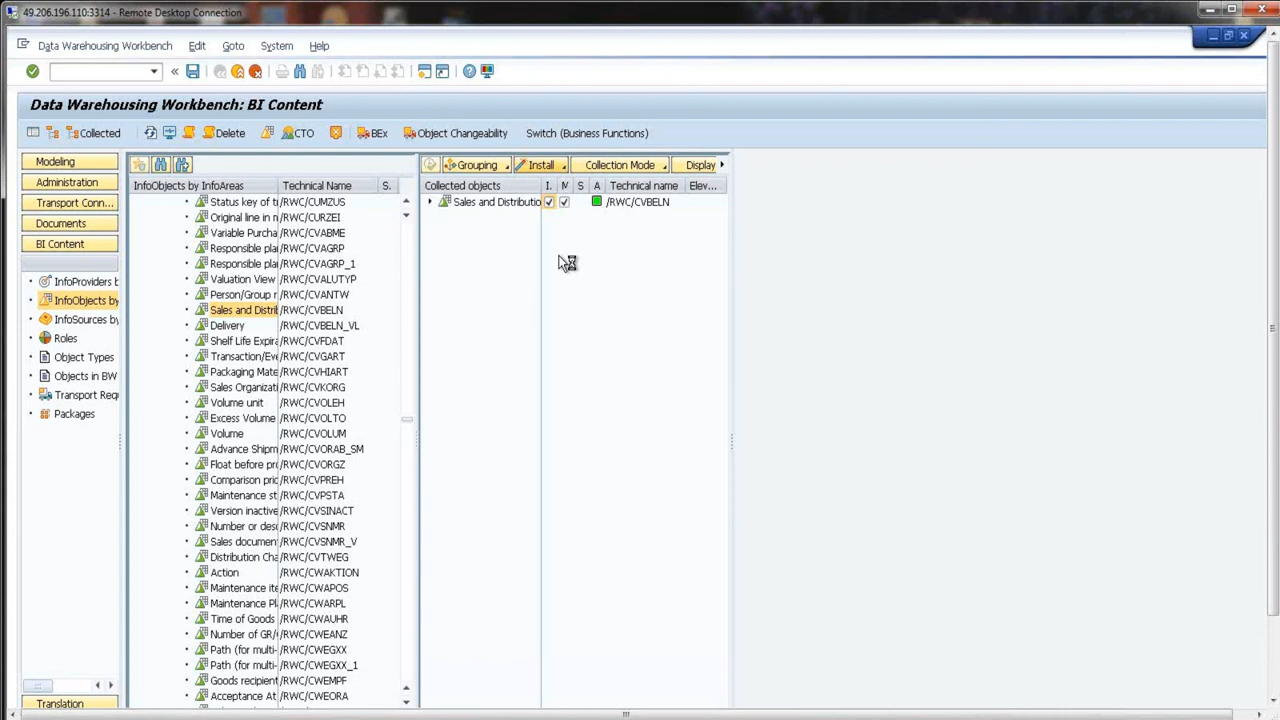 49.206.196.110:3314 - Remote Desktop Connection
Data Warehousing Workbench Edit Goto System Help
Data Warehousing Workbench: BI Content
Collected Delete CTO BEx Object Changeability Switch (Business Functions)
Modeling
Administration
Transport Conn...
Documents
BI Content
InfoProviders b
InfoObjects by
InfoSources by
Roles
Object Types
Objects in BW
Transport Req
Packages
Translation
InfoObjects by InfoAreas Technical Name S.
Status key of t /RWC/CUMZUS
Original line in n /RWC/CURZEI
Variable Purcha /RWC/CVABME
Responsible plan /RWC/CVAGRP
Responsible plan /RWC/CVAGRP_1
Valuation View /RWC/CVALUTYP
Person/Group r /RWC/CVANTW
Sales and Distrib /RWC/CVBELN
Delivery /RWC/CVBELN_VL
Shelf Life Expira /RWC/CVFDAT
Transaction/Eve /RWC/CVGART
Packaging Mate /RWC/CVHIART
Sales Organizati /RWC/CVKORG
Volume unit /RWC/CVOLEH
Excess Volume /RWC/CVOLTO
Volume /RWC/CVOLUM
Advance Shipm /RWC/CVORAB_SM
Float before pro /RWC/CVORGZ
Comparison pric /RWC/CVPREH
Maintenance st /RWC/CVPSTA
Version inactive /RWC/CVSINACT
Number or desc /RWC/CVSNMR
Sales document /RWC/CVSNMR_V
Distribution Cha /RWC/CVTWEG
Action /RWC/CWAKTION
Maintenance ite /RWC/CWAPOS
Maintenance Pl /RWC/CWARPL
Time of Goods /RWC/CWAUHR
Number of GR/ /RWC/CWEANZ
Path (for multi- /RWC/CWEGXX
Path (for multi- /RWC/CWEGXX_1
Goods recipient /RWC/CWEMPF
Acceptance At /RWC/CWEORA
Grouping Install Collection Mode Display
Collected objects I. M S A Technical name Elev...
Sales and Distributio /RWC/CVBELN